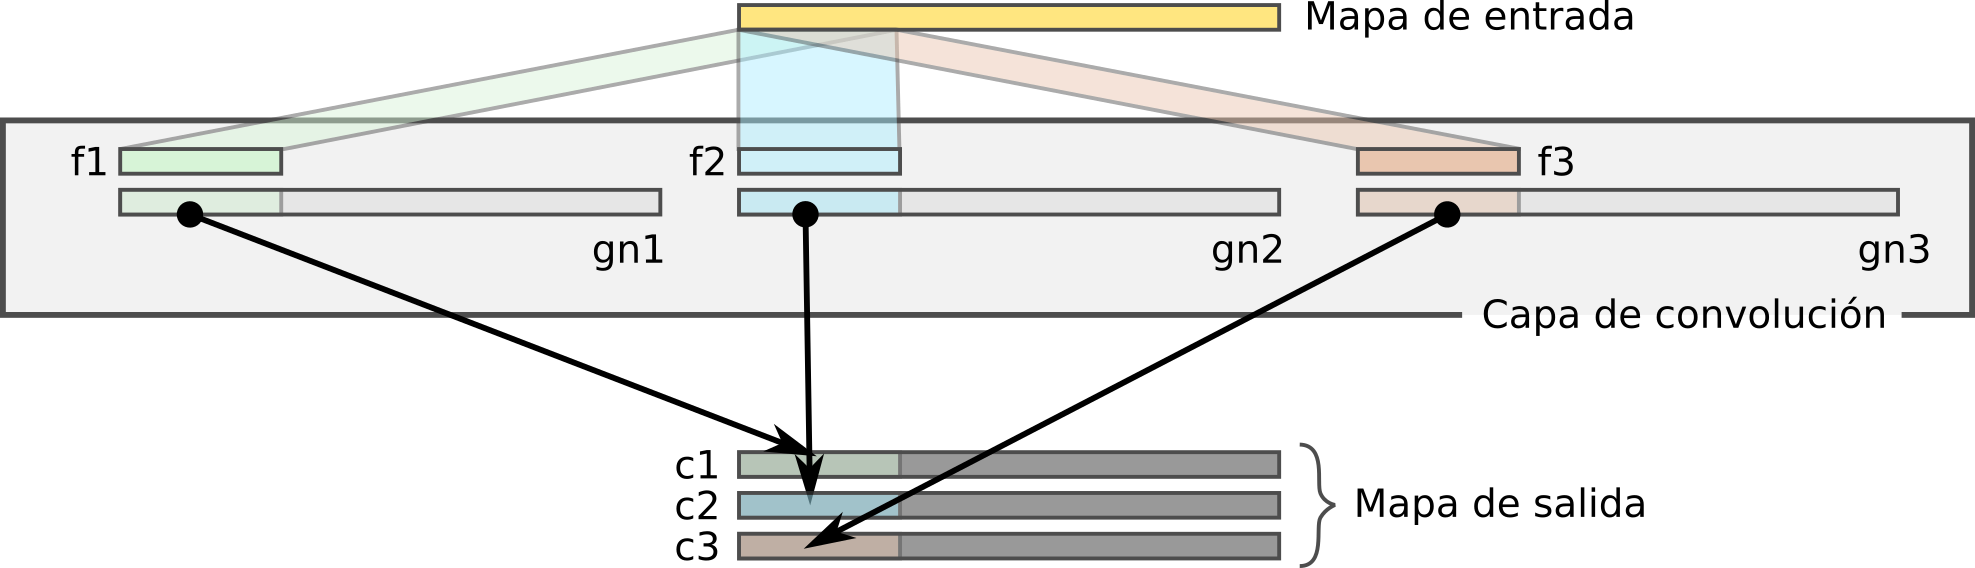 Mapa de entrada
f1
f2
f3
gn1
gn2
gn3
Capa de convolución
c1
c2
c3
Mapa de salida